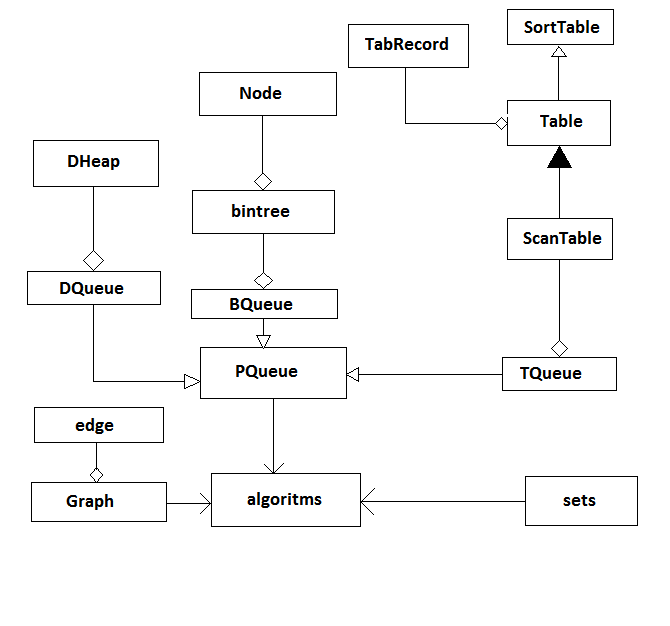 SortTable
TabRecord
Node
Table
DHeap
bintree
ScanTable
DQueue
BQueue
PQueue
TQueue
edge
Graph
algoritms
sets